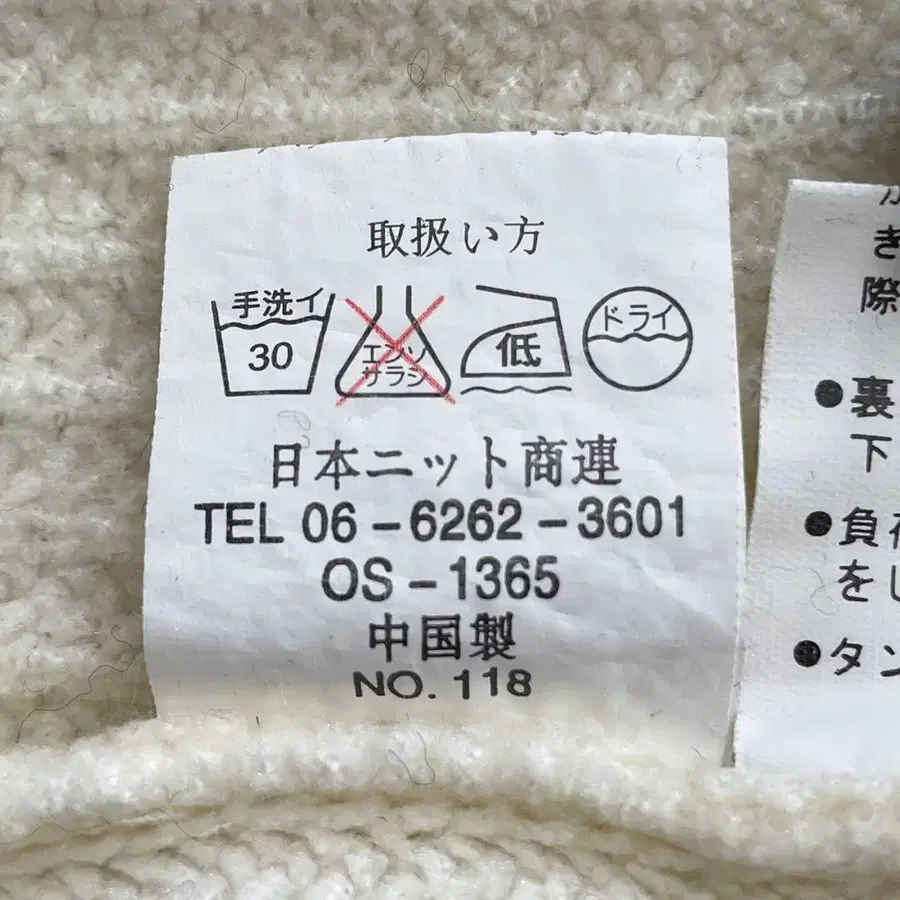 取扱い方
手洗イ
30
エンソ
サラシ
低
ドライ
日本ニット商連
TEL 06-6262-3601
OS-1365
中国製
NO. 118
き
際
●裏
下
●負荷
をし
●タン